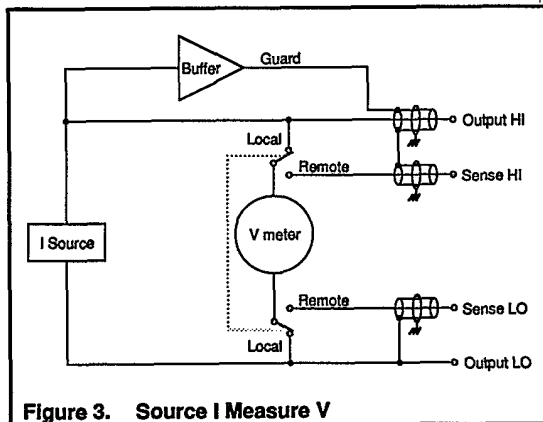 Buffer
Guard
Output HI
Local
Remote
Sense HI
I Source
V meter
Remote
Sense LO
Local
Output LO
Figure 3. Source I Measure V